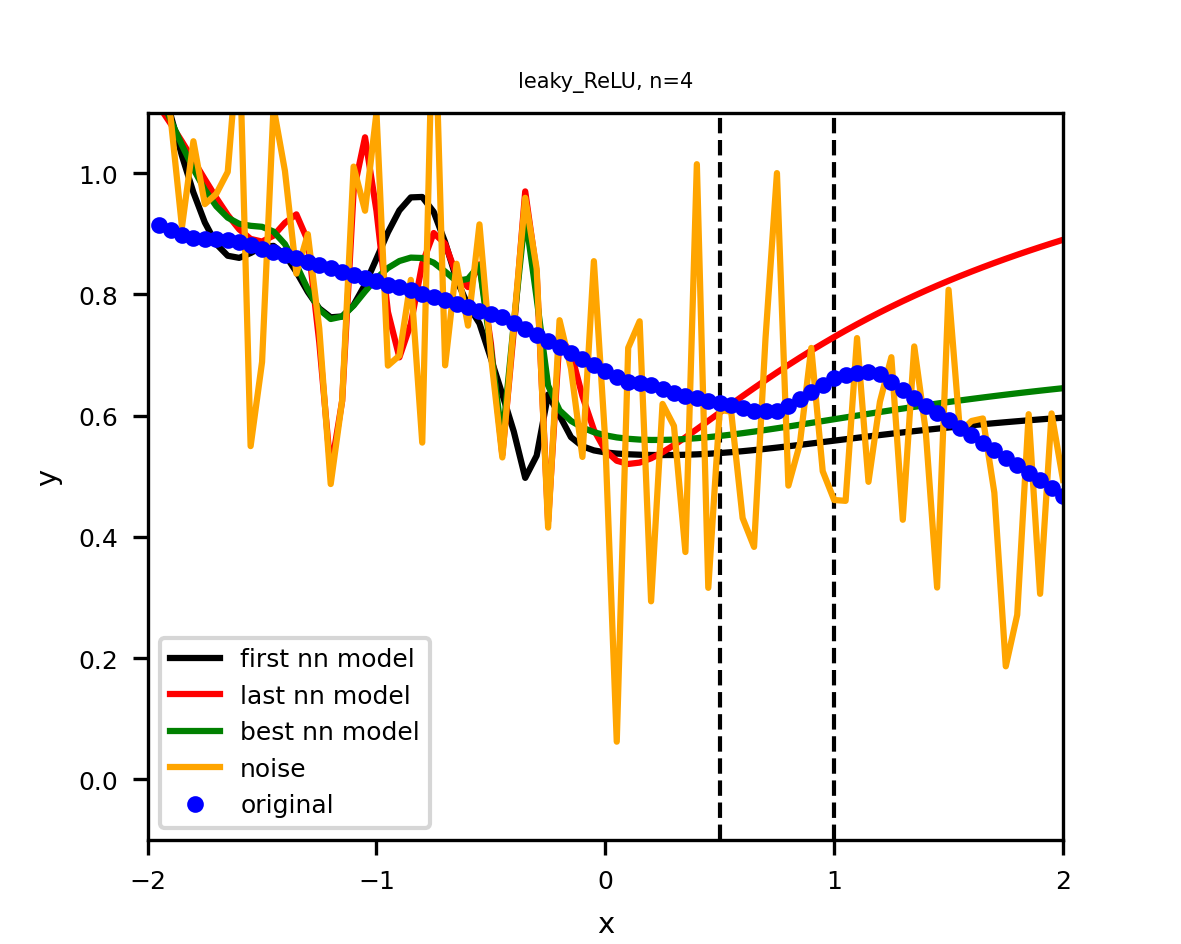 leaky_ReLU, n=4
1.0
0.8
0.6
0.4
0.2
0.0
y
first nn model
last nn model
best nn model
noise
original
−2
−1
0
1
2
x